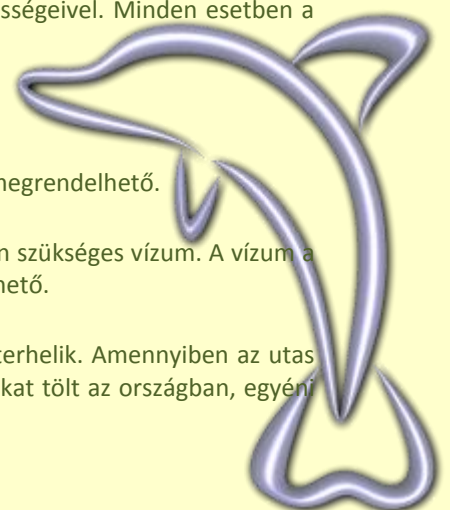 sségeivel. Minden esetben a
megrendelhető.
n szükséges vízum. A vízum a
hető.
terhelik. Amennyiben az utas
kat tölt az országban, egyéni